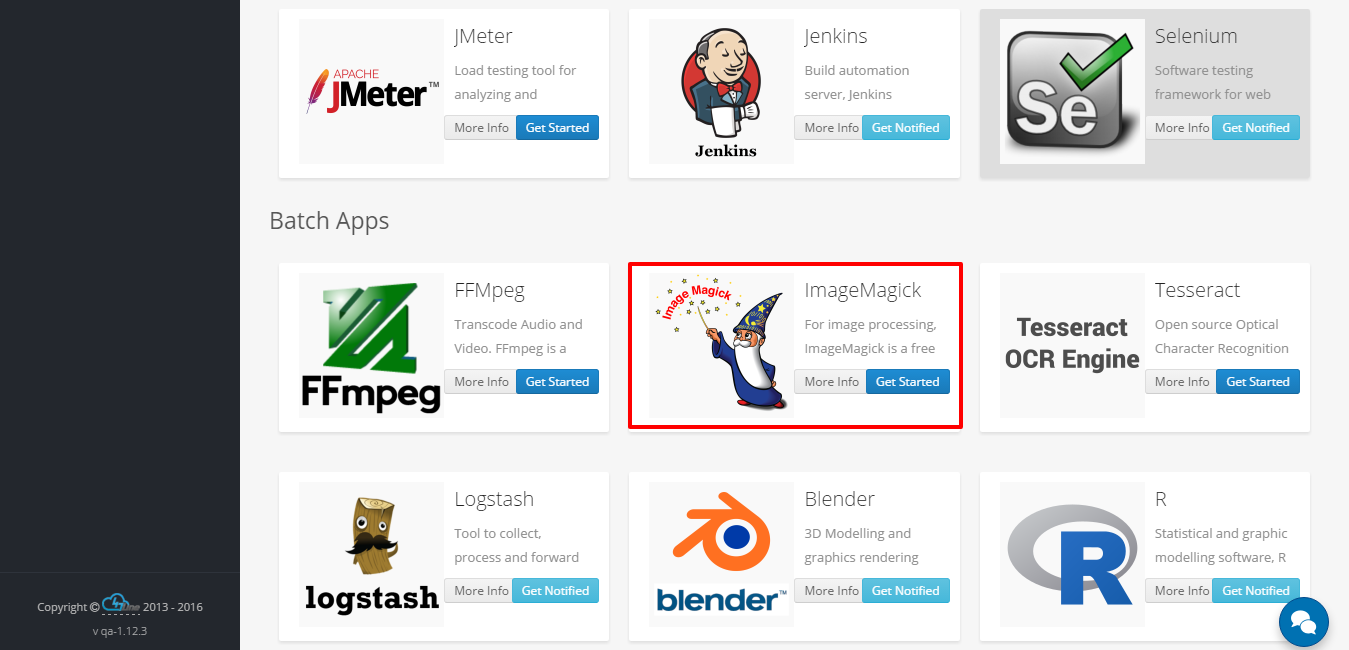 APACHE
JMeter™
JMeter
Load testing tool for
analyzing and
More Info
Get Started
Jenkins
Jenkins
Build automation
server, Jenkins
More Info
Get Notified
Se
Selenium
Software testing
framework for web
More Info
Get Notified
Batch Apps
FFmpeg
FFMpeg
Transcode Audio and
Video. FFmpeg is a
More Info
Get Started
Image Magick
ImageMagick
For image processing,
ImageMagick is a free
More Info
Get Started
Tesseract
OCR Engine
Tesseract
Open source Optical
Character Recognition
More Info
Get Started
logstash
Logstash
Tool to collect,
process and forward
More Info
Get Notified
blender™
Blender
3D Modelling and
graphics rendering
More Info
Get Notified
R
R
Statistical and graphic
modelling software, R
More Info
Get Notified
Copyright © 2013 - 2016
v qa-1.12.3